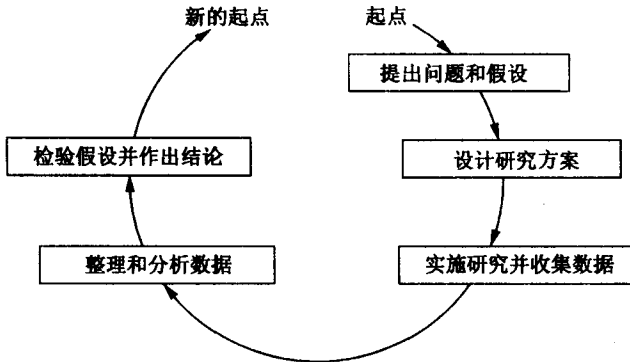 新的起点
起点
提出问题和假设
设计研究方案
实施研究并收集数据
整理和分析数据
检验假设并作出结论